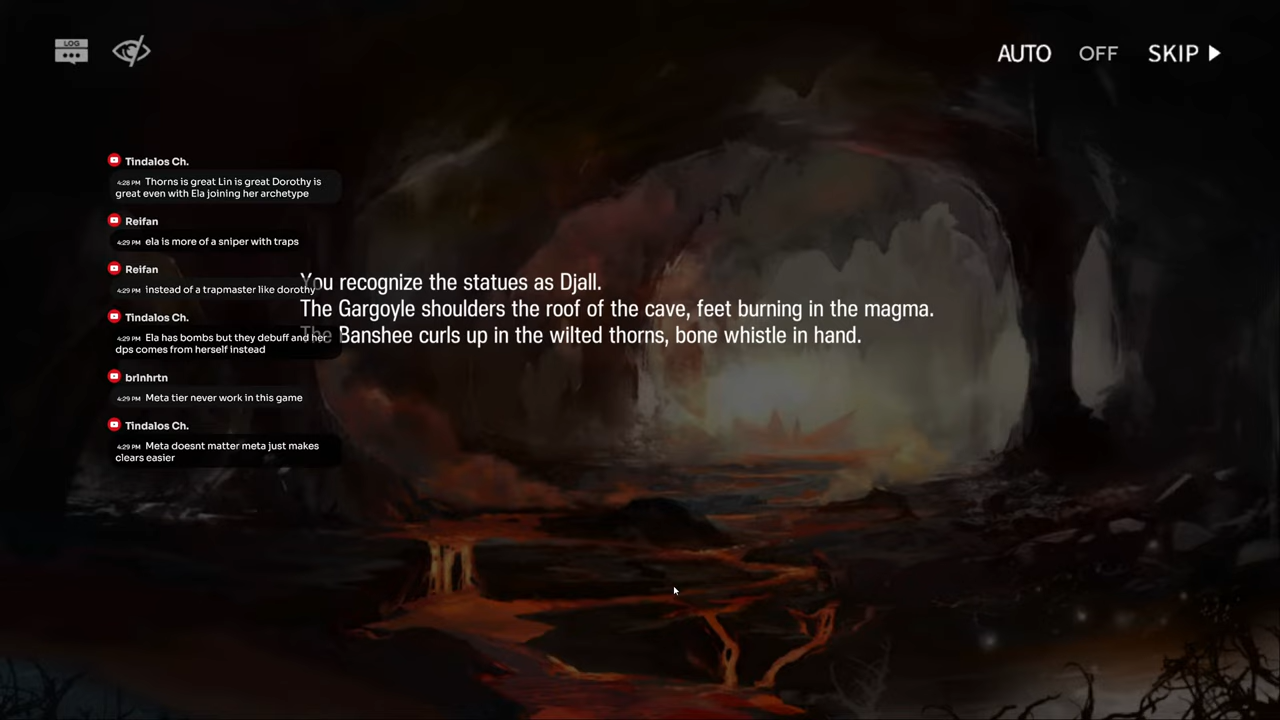 LOG
AUTO OFF SKIP
Tindalos Ch.
4:28 PM Thorns is great Lin is great Dorothy is
great even with Ela joining her archetype
Reifan
4:29 PM ela is more of a sniper with traps
Reifan
4:29 PM instead of a trapmaster like dorothy
Tindalos Ch.
4:29 PM Ela has bombs but they debuff and her
dps comes from herself instead
brlnhrtn
4:29 PM Meta tier never work in this game
Tindalos Ch.
4:29 PM Meta doesnt matter meta just makes
clears easier
You recognize the statues as Djall.
The Gargoyle shoulders the roof of the cave, feet burning in the magma.
The Banshee curls up in the wilted thorns, bone whistle in hand.